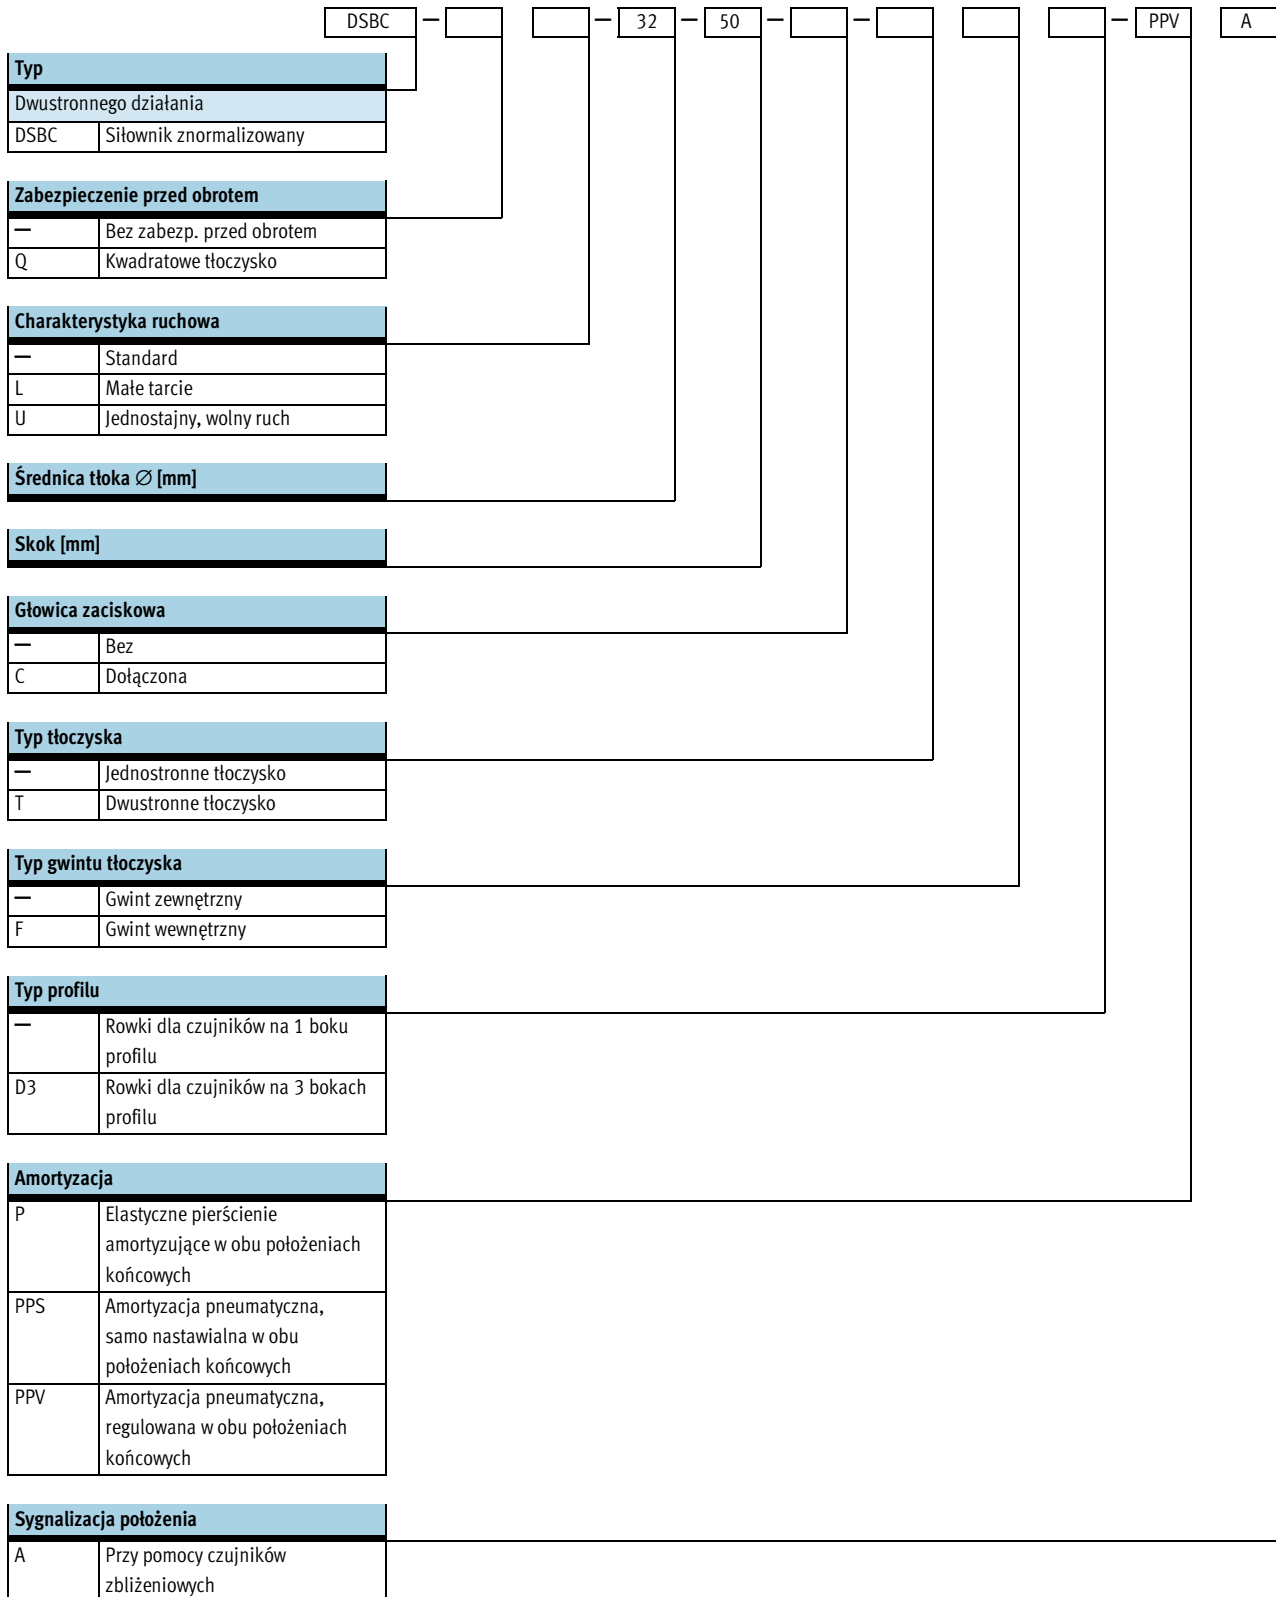 DSBC — — 32 — 50 — — — PPV A
Typ
Dwustronnego działania
DSBC Siłownik znormalizowany
Zabezpieczenie przed obrotem
— Bez zabezp. przed obrotem
Q Kwadratowe tłoczysko
Charakterystyka ruchowa
— Standard
L Małe tarcie
U Jednostajny, wolny ruch
Średnica tłoka ∅ [mm]
Skok [mm]
Głowica zaciskowa
— Bez
C Dołączona
Typ tłoczyska
— Jednostronne tłoczysko
T Dwustronne tłoczysko
Typ gwintu tłoczyska
— Gwint zewnętrzny
F Gwint wewnętrzny
Typ profilu
— Rowki dla czujników na 1 boku
profilu
D3 Rowki dla czujników na 3 bokach
profilu
Amortyzacja
P Elastyczne pierścienie
amortyzujące w obu położeniach
końcowych
PPS Amortyzacja pneumatyczna,
samo nastawialna w obu
położeniach końcowych
PPV Amortyzacja pneumatyczna,
regulowana w obu położeniach
końcowych
Sygnalizacja położenia
A Przy pomocy czujników
zbliżeniowych